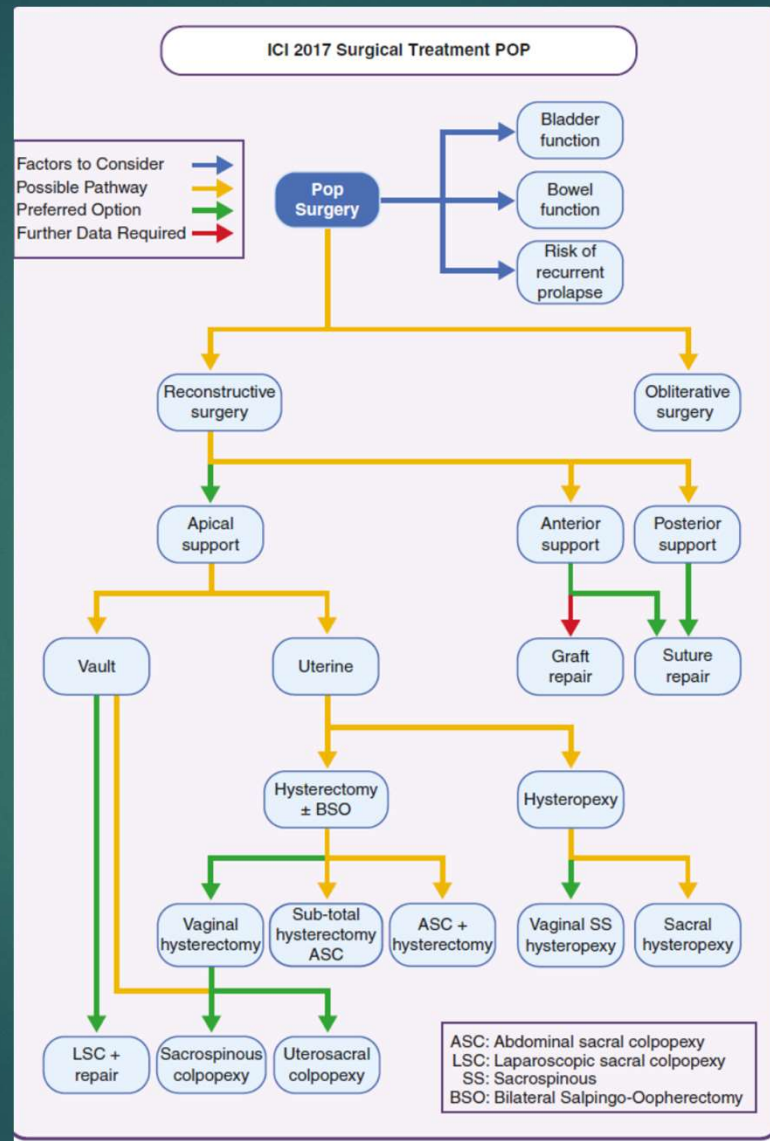 ICI 2017 Surgical Treatment POP
Factors to Consider
Possible Pathway
Preferred Option
Further Data Required
Pop
Surgery
Bladder
function
Bowel
function
Risk of
recurrent
prolapse
Reconstructive
surgery
Obliterative
surgery
Apical
support
Anterior
support
Posterior
support
Vault
Uterine
Graft
repair
Suture
repair
Hysterectomy
± BSO
Hysteropexy
Vaginal
hysterectomy
Sub-total
hysterectomy
ASC
ASC +
hysterectomy
Vaginal SS
hysteropexy
Sacral
hysteropexy
LSC +
repair
Sacrospinous
colpopexy
Uterosacral
colpopexy
ASC: Abdominal sacral colpopexy
LSC: Laparoscopic sacral colpopexy
SS: Sacrospinous
BSO: Bilateral Salpingo-Oopherectomy